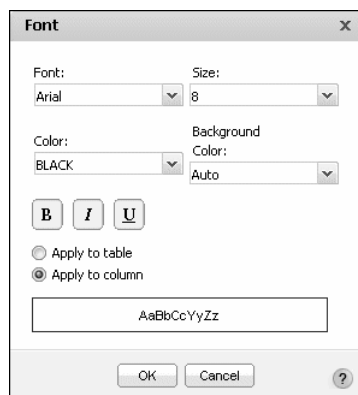 Font x
Font: Size:
Arial 8
Background
Color: Color:
BLACK Auto
B I U
Apply to table
Apply to column
AaBbCcYyZz
OK Cancel ?